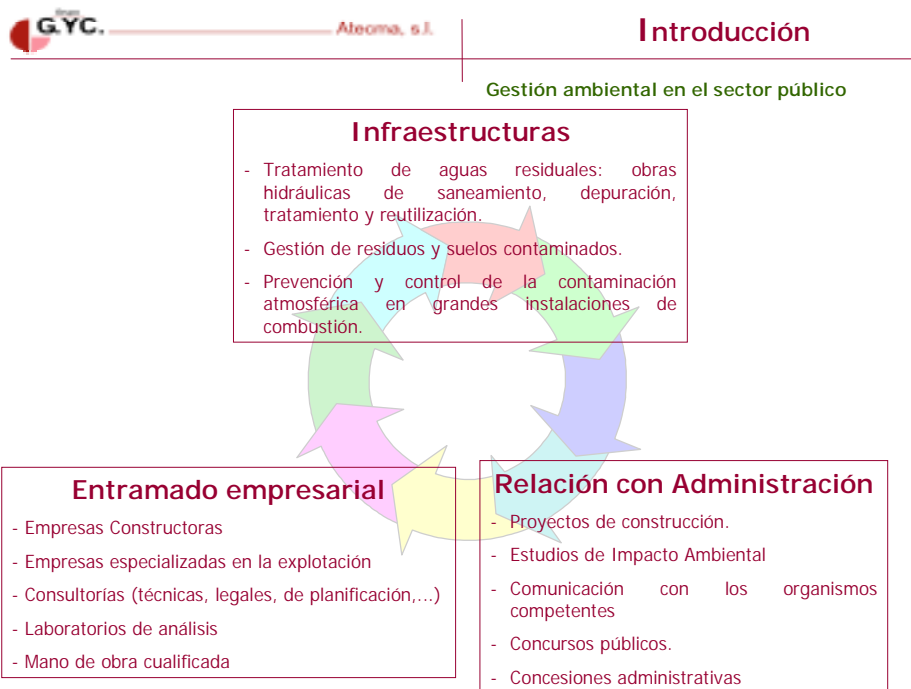 Grupo
G.YC.
Atecma, s.l.
Introducción
Gestión ambiental en el sector público
Infraestructuras
- Tratamiento de aguas residuales: obras
hidráulicas de saneamiento, depuración,
tratamiento y reutilización.
- Gestión de residuos y suelos contaminados.
- Prevención y control de la contaminación
atmosférica en grandes instalaciones de
combustión.
Entramado empresarial
- Empresas Constructoras
- Empresas especializadas en la explotación
- Consultorías (técnicas, legales, de planificación,...)
- Laboratorios de análisis
- Mano de obra cualificada
Relación con Administración
- Proyectos de construcción.
- Estudios de Impacto Ambiental
- Comunicación con los organismos
competentes
- Concursos públicos.
- Concesiones administrativas